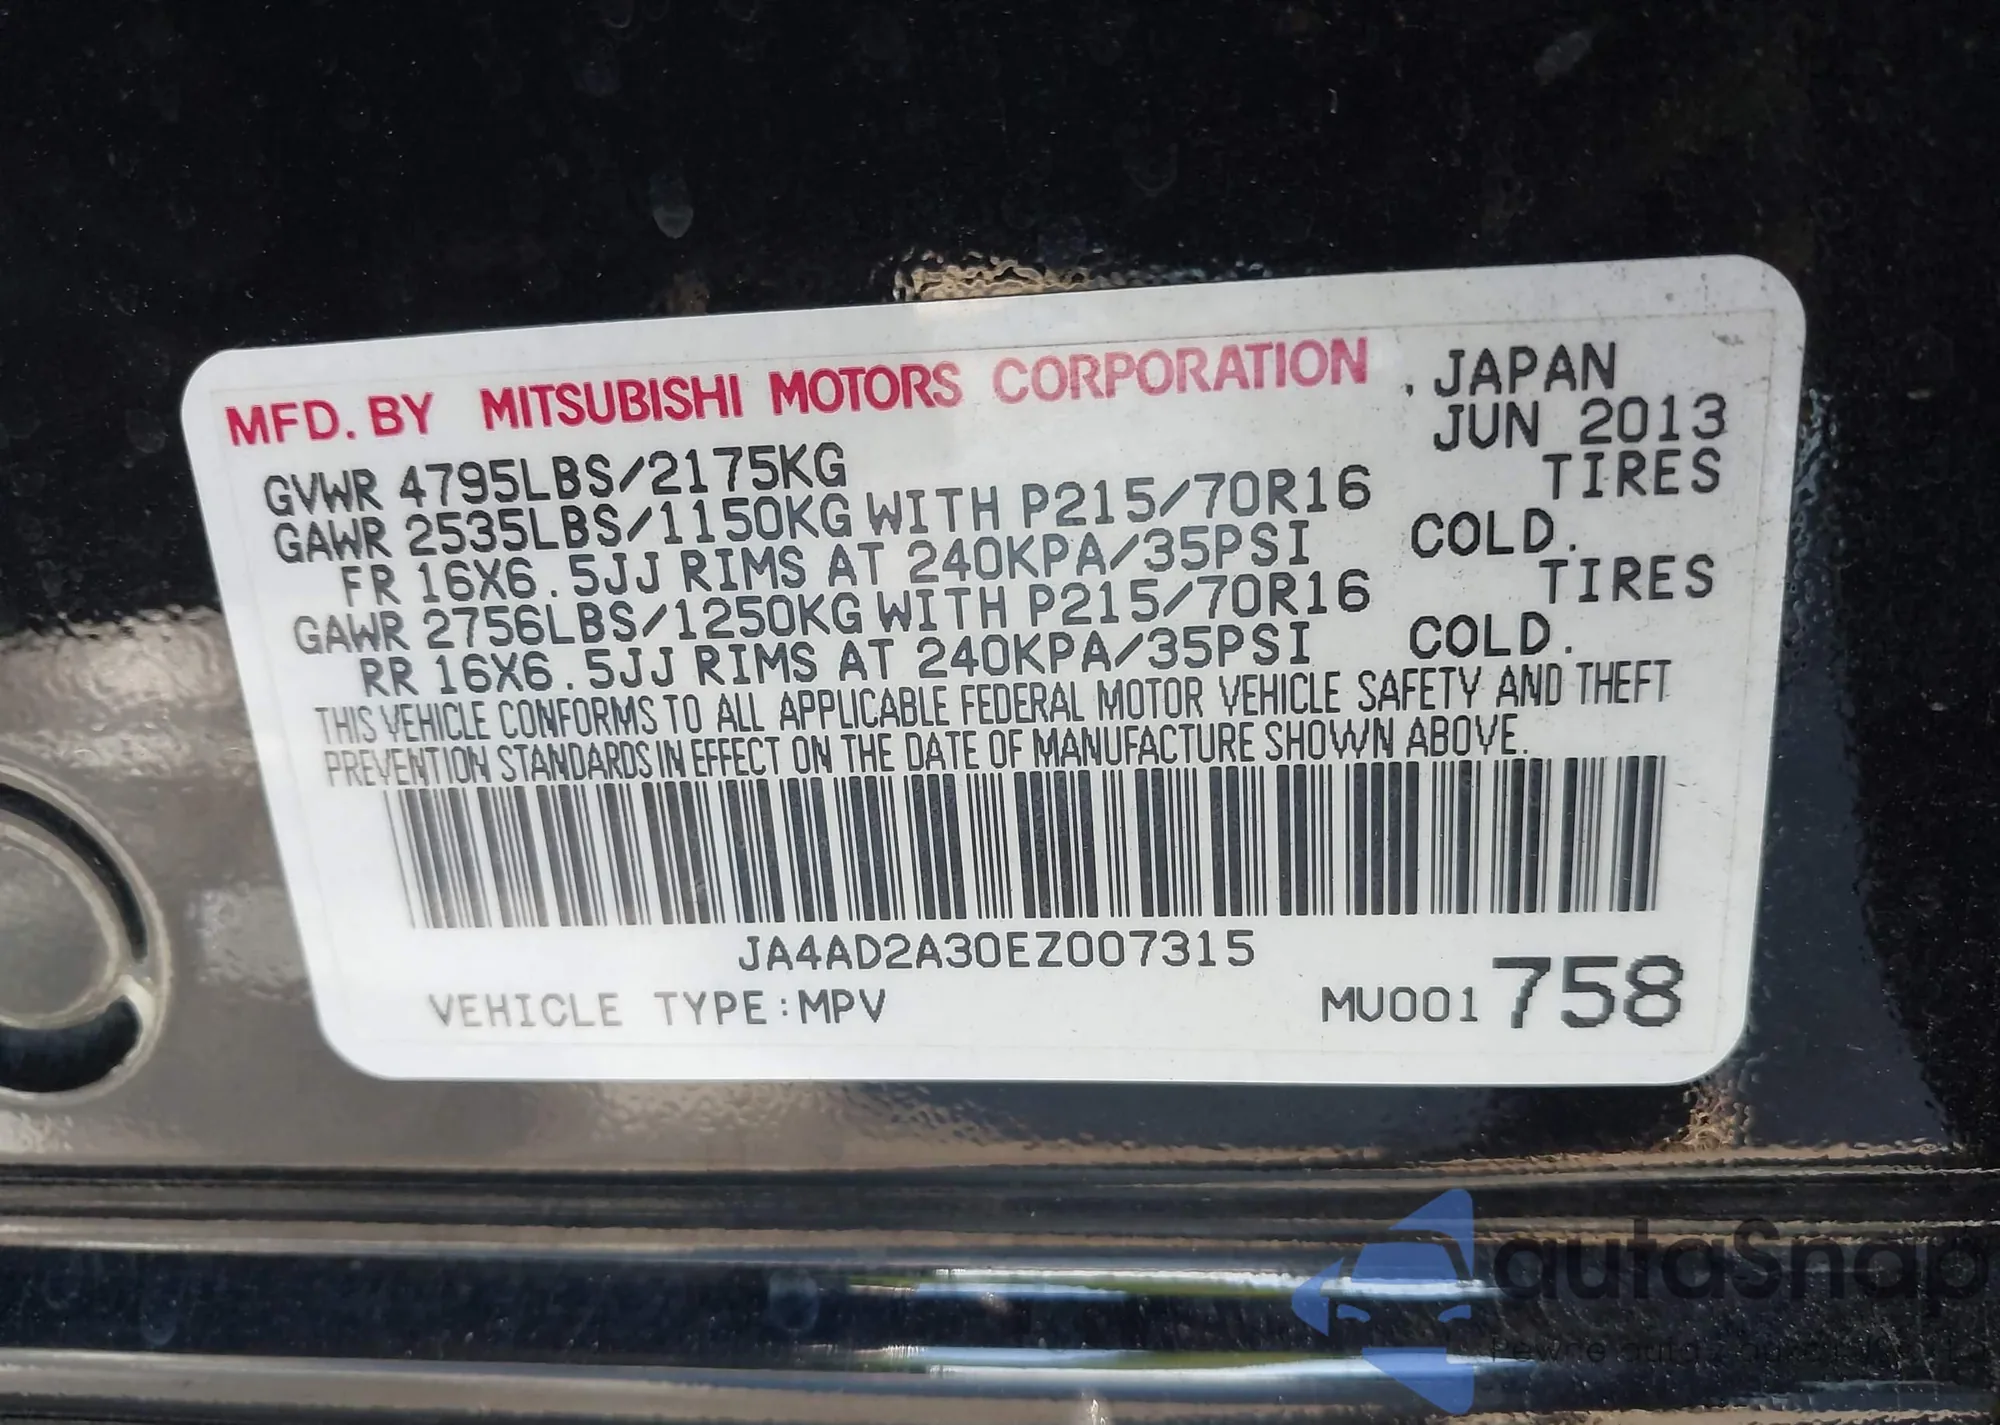 MFD. BY MITSUBISHI MOTORS CORPORATION , JAPAN
JUN 2013
GVWR 4795LBS/2175KG
GAWR 2535LBS/1150KG WITH P215/70R16 TIRES
FR 16X6.5JJ RIMS AT 240KPA/35PSI COLD.
GAWR 2756LBS/1250KG WITH P215/70R16 TIRES
RR 16X6.5JJ RIMS AT 240KPA/35PSI COLD.
THIS VEHICLE CONFORMS TO ALL APPLICABLE FEDERAL MOTOR VEHICLE SAFETY AND THEFT
PREVENTION STANDARDS IN EFFECT ON THE DATE OF MANUFACTURE SHOWN ABOVE.
JA4AD2A30EZ007315
VEHICLE TYPE:MPV MU001 758
autaSnap
Pewne auta